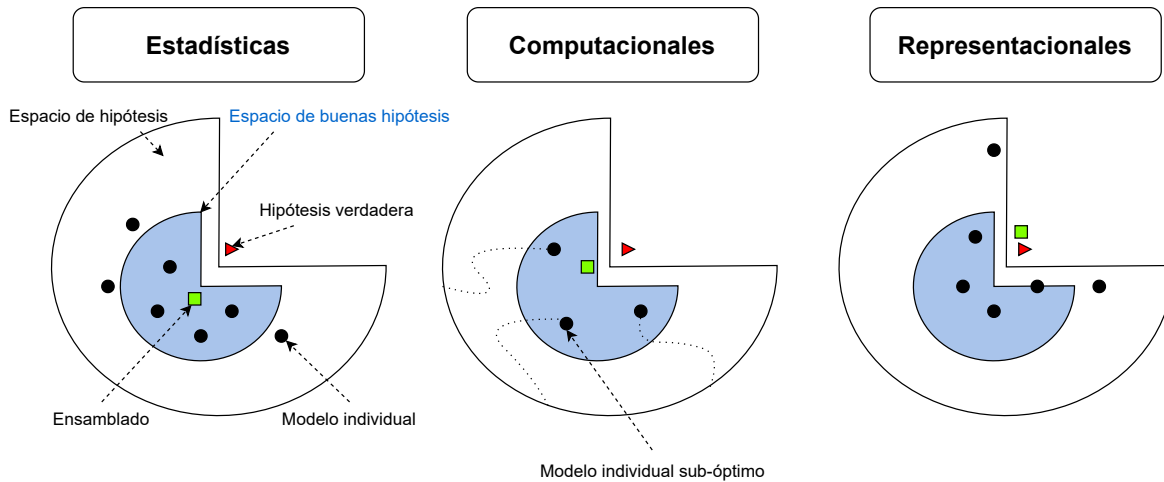 Estadísticas
Computacionales
Representacionales
Espacio de hipótesis
Espacio de buenas hipótesis
Hipótesis verdadera
Ensamblado
Modelo individual
Modelo individual sub-óptimo